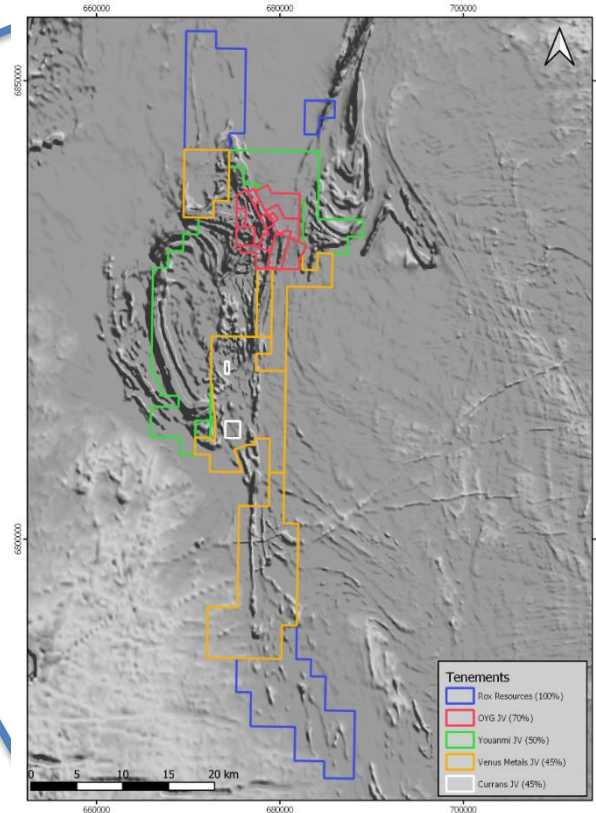 660000 680000 700000
6850000
6800000
Tenements
Rox Resources (100%)
OYG JV (70%)
Youanmi JV (50%)
Venus Metals JV (45%)
Currans JV (45%)
0 5 10 15 20 km
660000 680000 700000